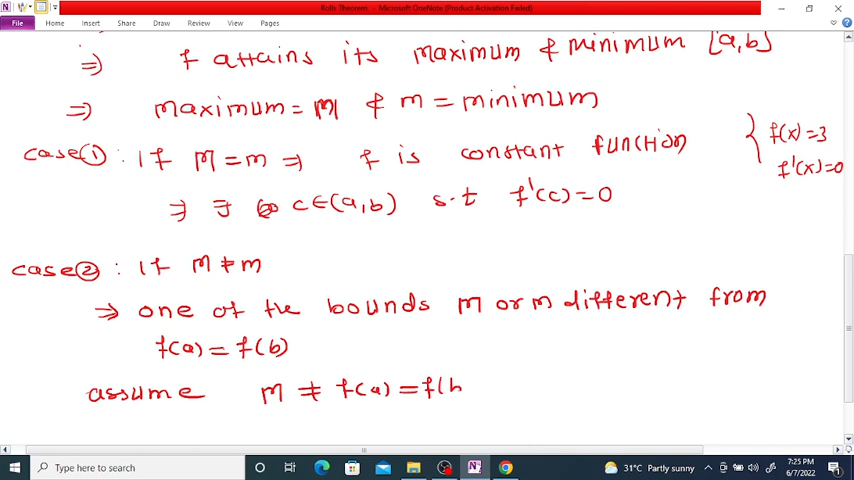 Rolls Theorem - Microsoft OneNote (Product Activation Failed)
File Home Insert Draw Share Review View Pages
⇒ f attains its maximum & minimum [a,b]
⇒ maximum = M & m = minimum
case① : If M = m ⇒ f is constant function
{ f(x) = 3
f'(x) = 0
⇒ ∃ c ∈ (a,b) s.t f'(c) = 0
case② : If M ≠ m
⇒ one of the bounds M or m different from
f(a) = f(b)
assume M ≠ f(a) = f(b
Type here to search
31°C Partly sunny
7:25 PM
6/7/2022